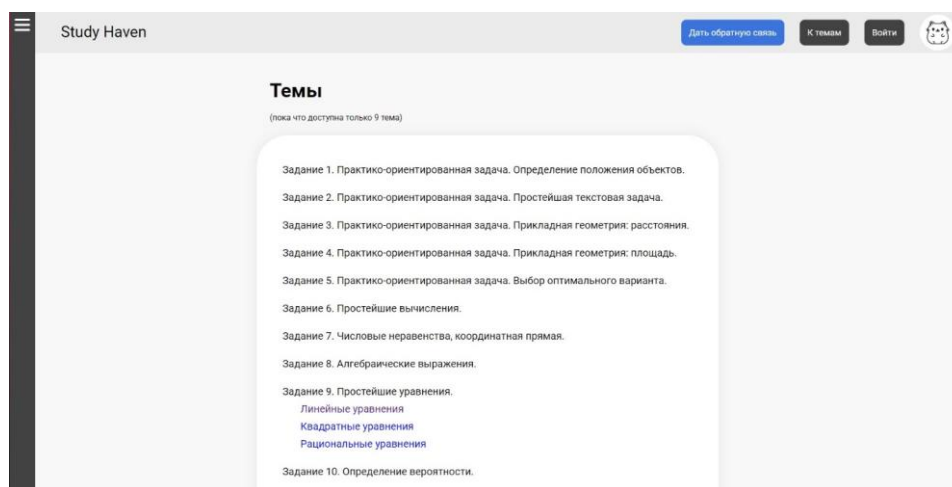 Study Haven
Дать обратную связь
К темам
Войти
Темы
(пока что доступна только 9 тема)
Задание 1. Практико-ориентированная задача. Определение положения объектов.
Задание 2. Практико-ориентированная задача. Простейшая текстовая задача.
Задание 3. Практико-ориентированная задача. Прикладная геометрия: расстояния.
Задание 4. Практико-ориентированная задача. Прикладная геометрия: площадь.
Задание 5. Практико-ориентированная задача. Выбор оптимального варианта.
Задание 6. Простейшие вычисления.
Задание 7. Числовые неравенства, координатная прямая.
Задание 8. Алгебраические выражения.
Задание 9. Простейшие уравнения.
Линейные уравнения
Квадратные уравнения
Рациональные уравнения
Задание 10. Определение вероятности.